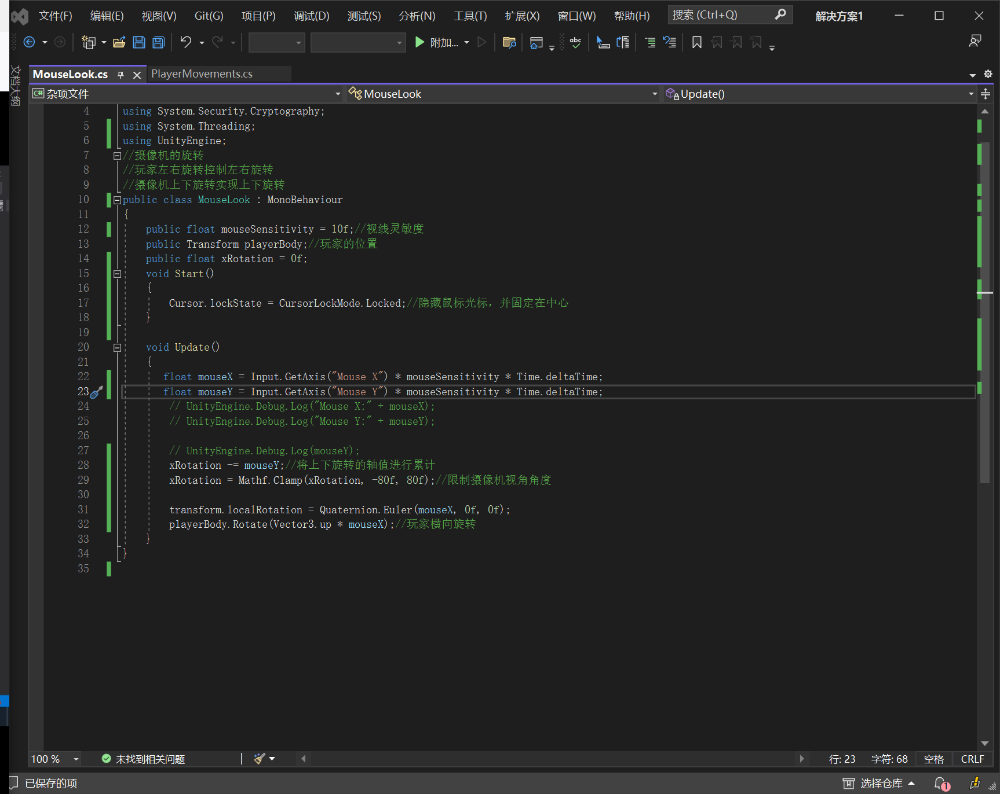 文件(F) 编辑(E) 视图(V) Git(G) 项目(P) 调试(D) 测试(S) 分析(N) 工具(T) 扩展(X) 窗口(W) 帮助(H) 搜索 (Ctrl+Q) 解决方案1
附加...
abc
文档大纲
MouseLook.cs PlayerMovements.cs
C# 杂项文件 MouseLook Update()
4 using System.Security.Cryptography;
5 using System.Threading;
6 using UnityEngine;
7 //摄像机的旋转
8 //玩家左右旋转控制左右旋转
9 //摄像机上下旋转实现上下旋转
10 public class MouseLook : MonoBehaviour
11 {
12 public float mouseSensitivity = 10f;//视线灵敏度
13 public Transform playerBody;//玩家的位置
14 public float xRotation = 0f;
15 void Start()
16 {
17 Cursor.lockState = CursorLockMode.Locked;//隐藏鼠标光标，并固定在中心
18 }
19
20 void Update()
21 {
22 float mouseX = Input.GetAxis("Mouse X") * mouseSensitivity * Time.deltaTime;
23 float mouseY = Input.GetAxis("Mouse Y") * mouseSensitivity * Time.deltaTime;
24 // UnityEngine.Debug.Log("Mouse X:" + mouseX);
25 // UnityEngine.Debug.Log("Mouse Y:" + mouseY);
26
27 // UnityEngine.Debug.Log(mouseY);
28 xRotation -= mouseY;//将上下旋转的轴值进行累计
29 xRotation = Mathf.Clamp(xRotation, -80f, 80f);//限制摄像机视角角度
30
31 transform.localRotation = Quaternion.Euler(mouseX, 0f, 0f);
32 playerBody.Rotate(Vector3.up * mouseX);//玩家横向旋转
33 }
34 }
35
100 % 未找到相关问题 行: 23 字符: 68 空格 CRLF
已保存的项 选择仓库 1